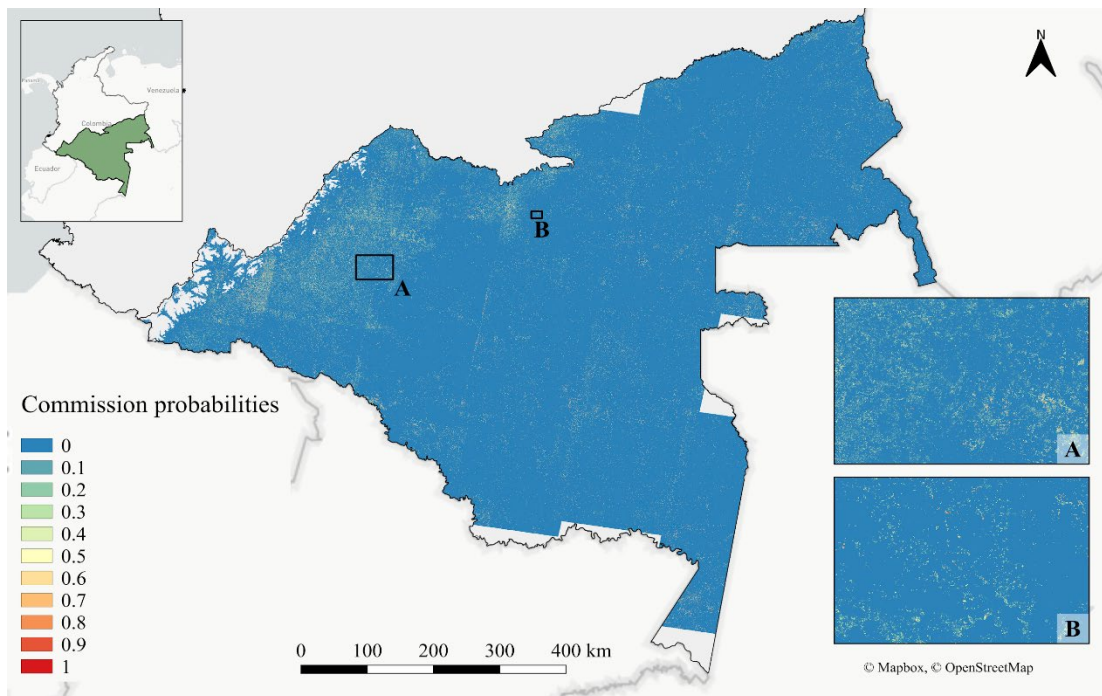 Panamá
Venezuela
Colombia
Ecuador
N
B
A
Commission probabilities
0
0.1
0.2
0.3
0.4
0.5
0.6
0.7
0.8
0.9
1
A
B
0 100 200 300 400 km
© Mapbox, © OpenStreetMap